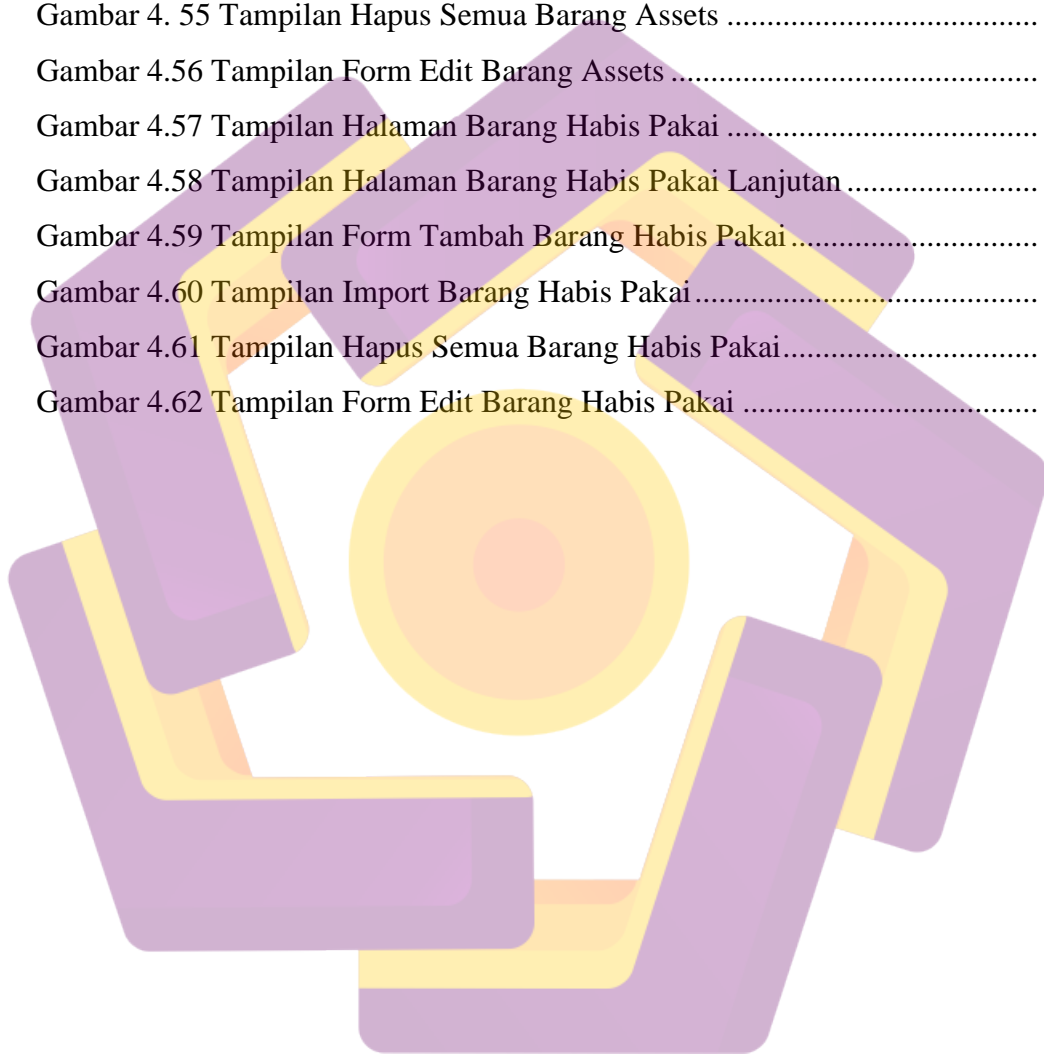 Gambar 4. 55 Tampilan Hapus Semua Barang Assets .......................................
Gambar 4.56 Tampilan Form Edit Barang Assets ..............................................
Gambar 4.57 Tampilan Halaman Barang Habis Pakai .......................................
Gambar 4.58 Tampilan Halaman Barang Habis Pakai Lanjutan ........................
Gambar 4.59 Tampilan Form Tambah Barang Habis Pakai ...............................
Gambar 4.60 Tampilan Import Barang Habis Pakai ...........................................
Gambar 4.61 Tampilan Hapus Semua Barang Habis Pakai ................................
Gambar 4.62 Tampilan Form Edit Barang Habis Pakai .....................................